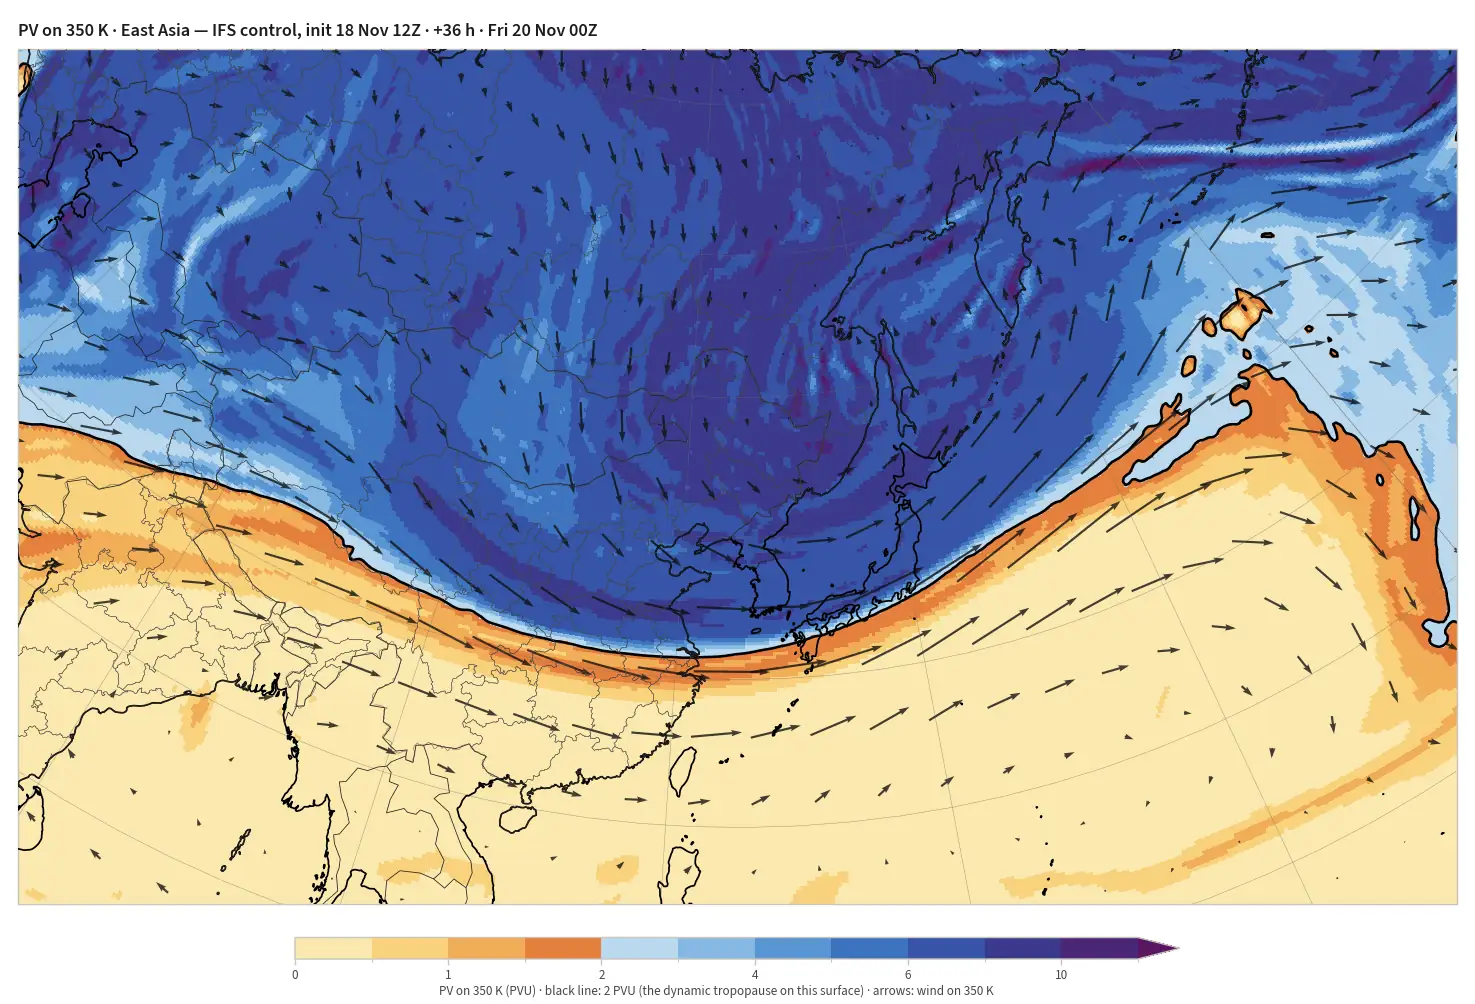 PV on 350 K · East Asia — IFS control, init 18 Nov 12Z · +36 h · Fri 20 Nov 00Z
0 1 2 4 6 10
PV on 350 K (PVU) · black line: 2 PVU (the dynamic tropopause on this surface) · arrows: wind on 350 K